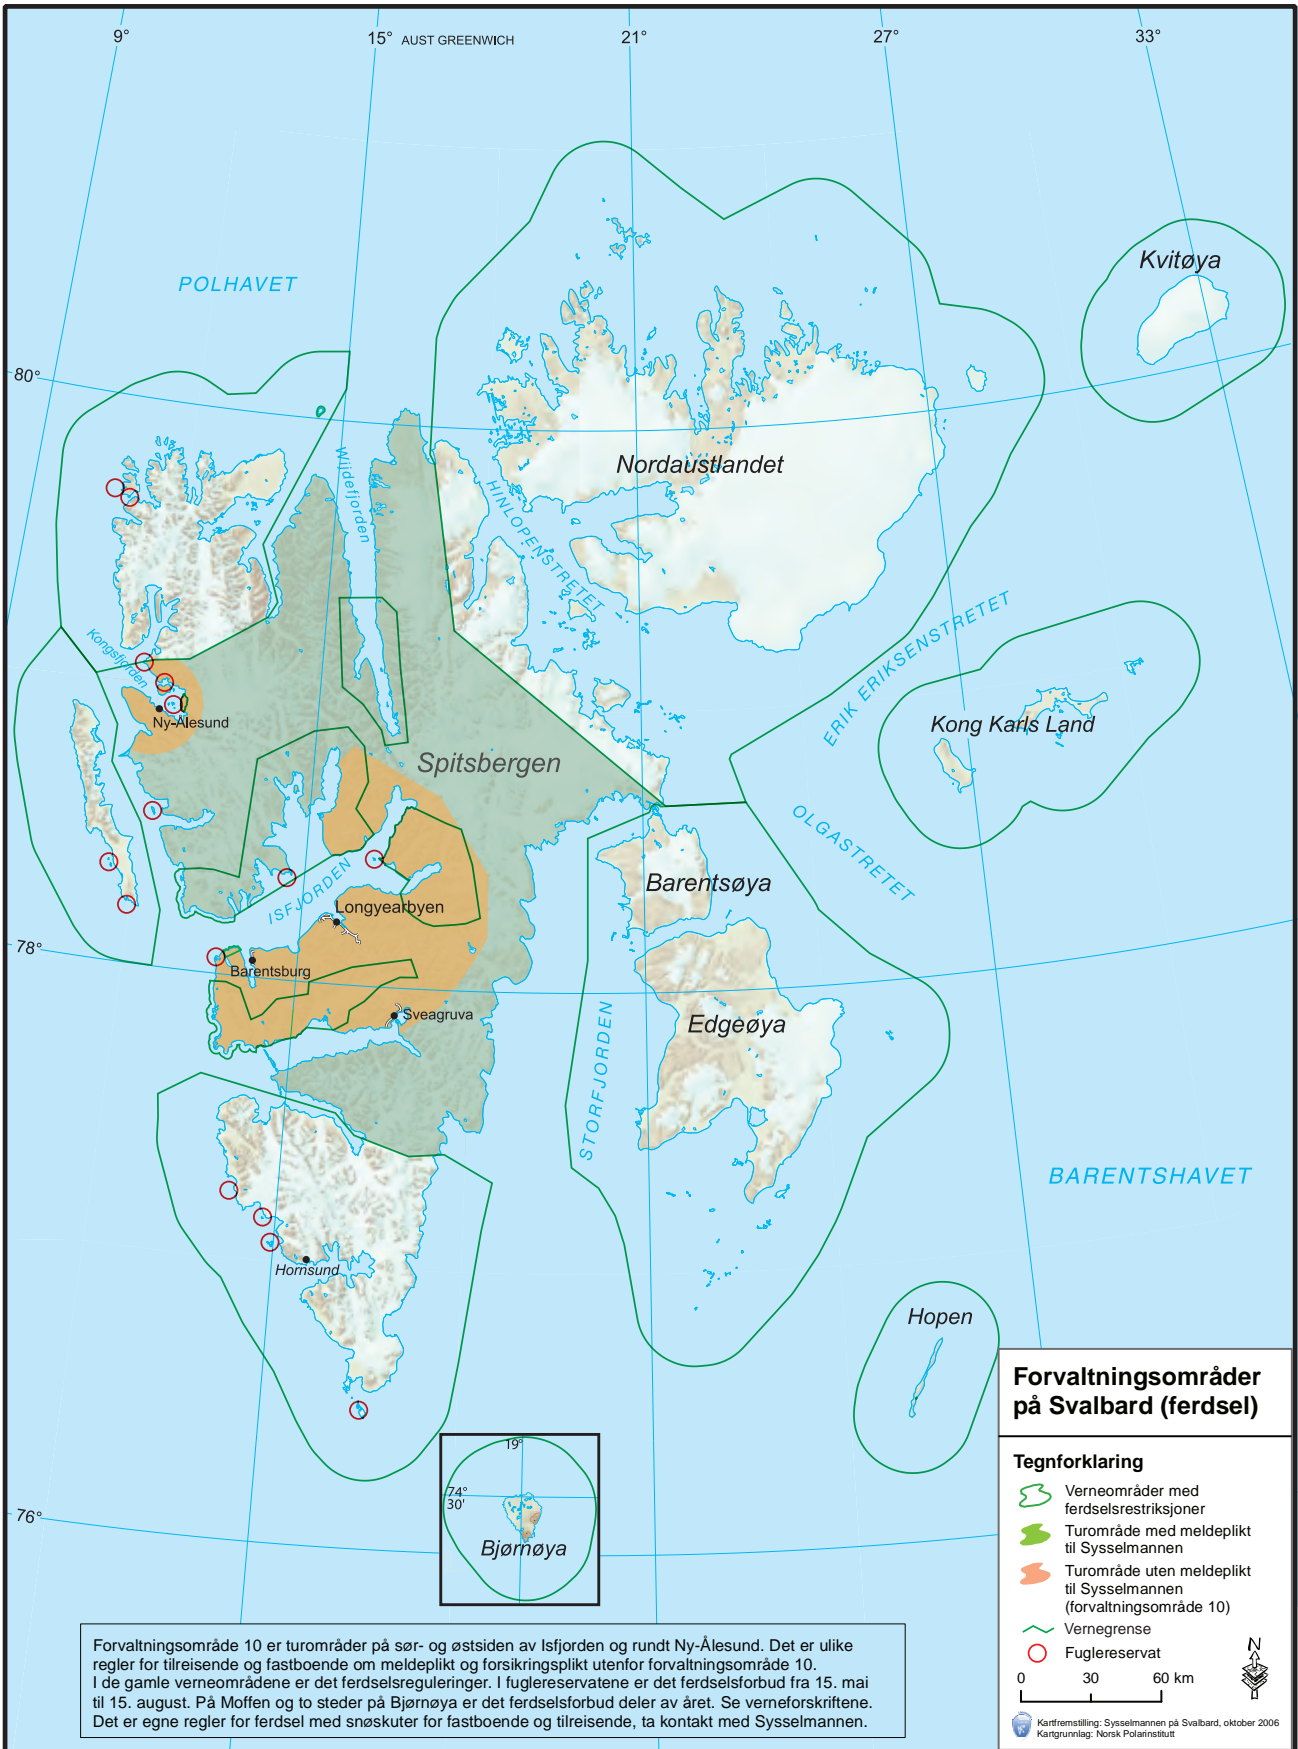 9°
15° AUST GREENWICH
21°
27°
33°
POLHAVET
Kvitøya
80°
Wijdefjorden
HINLOPENSTRETET
Nordaustlandet
Kongsfjorden
Ny-Ålesund
Spitsbergen
ERIK ERIKSENSTRETET
Kong Karls Land
OLGASTRETET
Barentsøya
ISFJORDEN
Longyearbyen
78°
Barentsburg
Sveagruva
STORFJORDEN
Edgeøya
BARENTSHAVET
Hornsund
Hopen
76°
19°
74°
30'
Bjørnøya
Forvaltningsområder
på Svalbard (ferdsel)
Tegnforklaring
Verneområder med
ferdselsrestriksjoner
Turområde med meldeplikt
til Sysselmannen
Turområde uten meldeplikt
til Sysselmannen
(forvaltningsområde 10)
Vernegrense
Fuglereservat
N
0 30 60 km
Kartfremstilling: Sysselmannen på Svalbard, oktober 2006
Kartgrunnlag: Norsk Polarinstitutt
Forvaltningsområde 10 er turområder på sør- og østsiden av Isfjorden og rundt Ny-Ålesund. Det er ulike
regler for tilreisende og fastboende om meldeplikt og forsikringsplikt utenfor forvaltningsområde 10.
I de gamle verneområdene er det ferdselsreguleringer. I fuglereservatene er det ferdselsforbud fra 15. mai
til 15. august. På Moffen og to steder på Bjørnøya er det ferdselsforbud deler av året. Se verneforskriftene.
Det er egne regler for ferdsel med snøskuter for fastboende og tilreisende, ta kontakt med Sysselmannen.